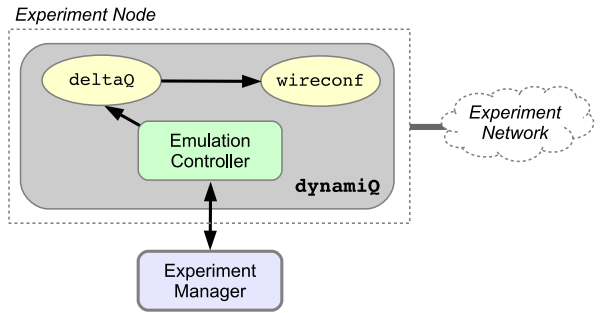 Experiment Node
deltaQ
wireconf
Emulation
Controller
dynamiQ
Experiment
Network
Experiment
Manager